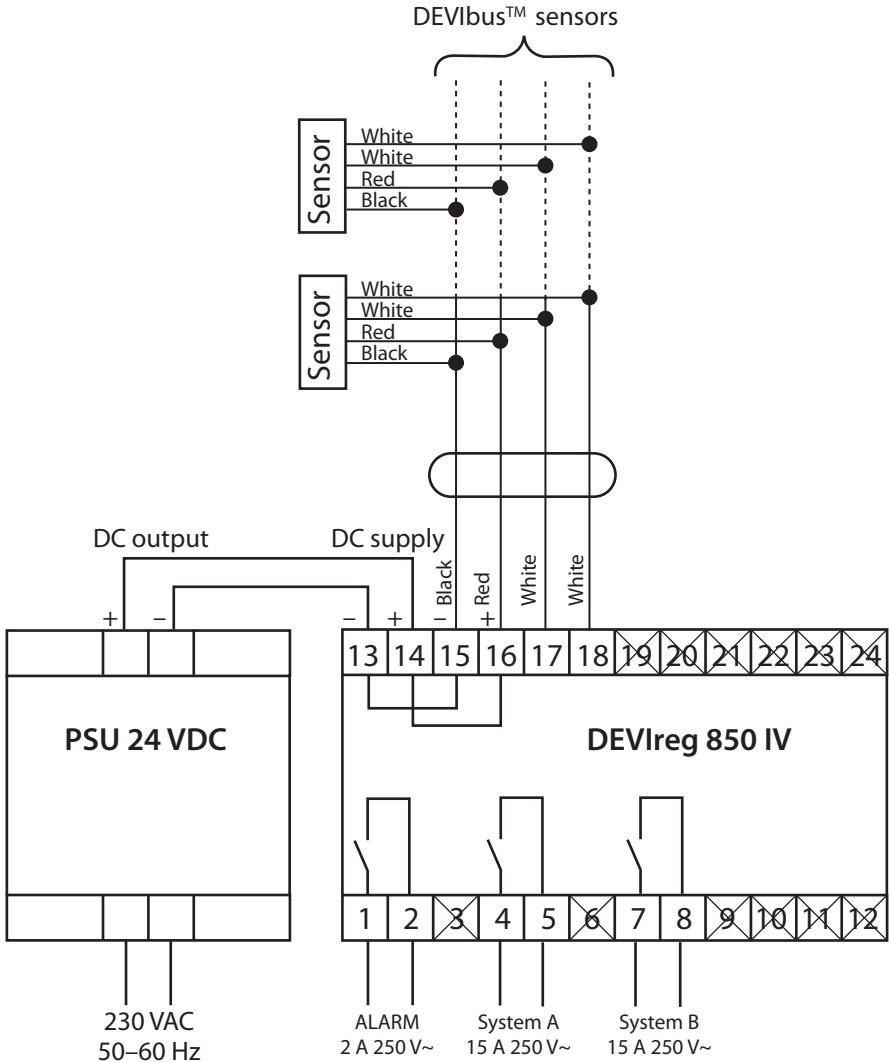 DEVIbus™ sensors
Sensor
White
White
Red
Black
Sensor
White
White
Red
Black
DC output
DC supply
+
–
–
+
– Black
+ Red
White
White
13 14 15 16 17 18 19 20 21 22 23 24
PSU 24 VDC
DEVIreg 850 IV
1 2 3 4 5 6 7 8 9 10 11 12
230 VAC
50–60 Hz
ALARM
2 A 250 V~
System A
15 A 250 V~
System B
15 A 250 V~